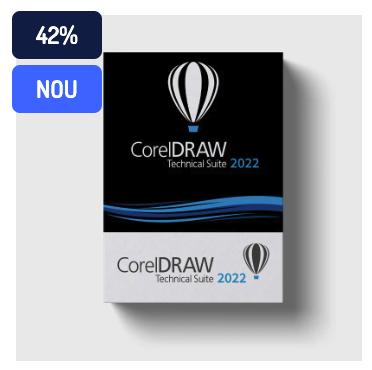 42%
NOU
CorelDRAW
Technical Suite 2022
CorelDRAW
Technical Suite 2022